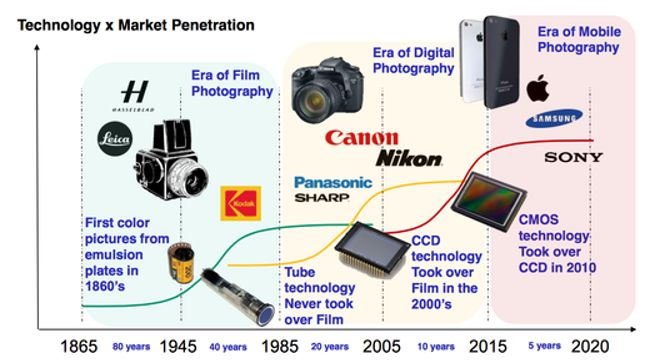 Technology x Market Penetration
Era of Film
Photography
Era of Digital
Photography
Era of Mobile
Photography
H
HASSELBLAD
Leica
Kodak
Canon
Nikon
Panasonic
SHARP
SAMSUNG
SONY
First color
pictures from
emulsion
plates in
1860's
200
Tube
technology
Never took
over Film
CCD
technology
Took over
Film in the
2000's
CMOS
technology
Took over
CCD in 2010
1865 80 years 1945 40 years 1985 20 years 2005 10 years 2015 5 years 2020